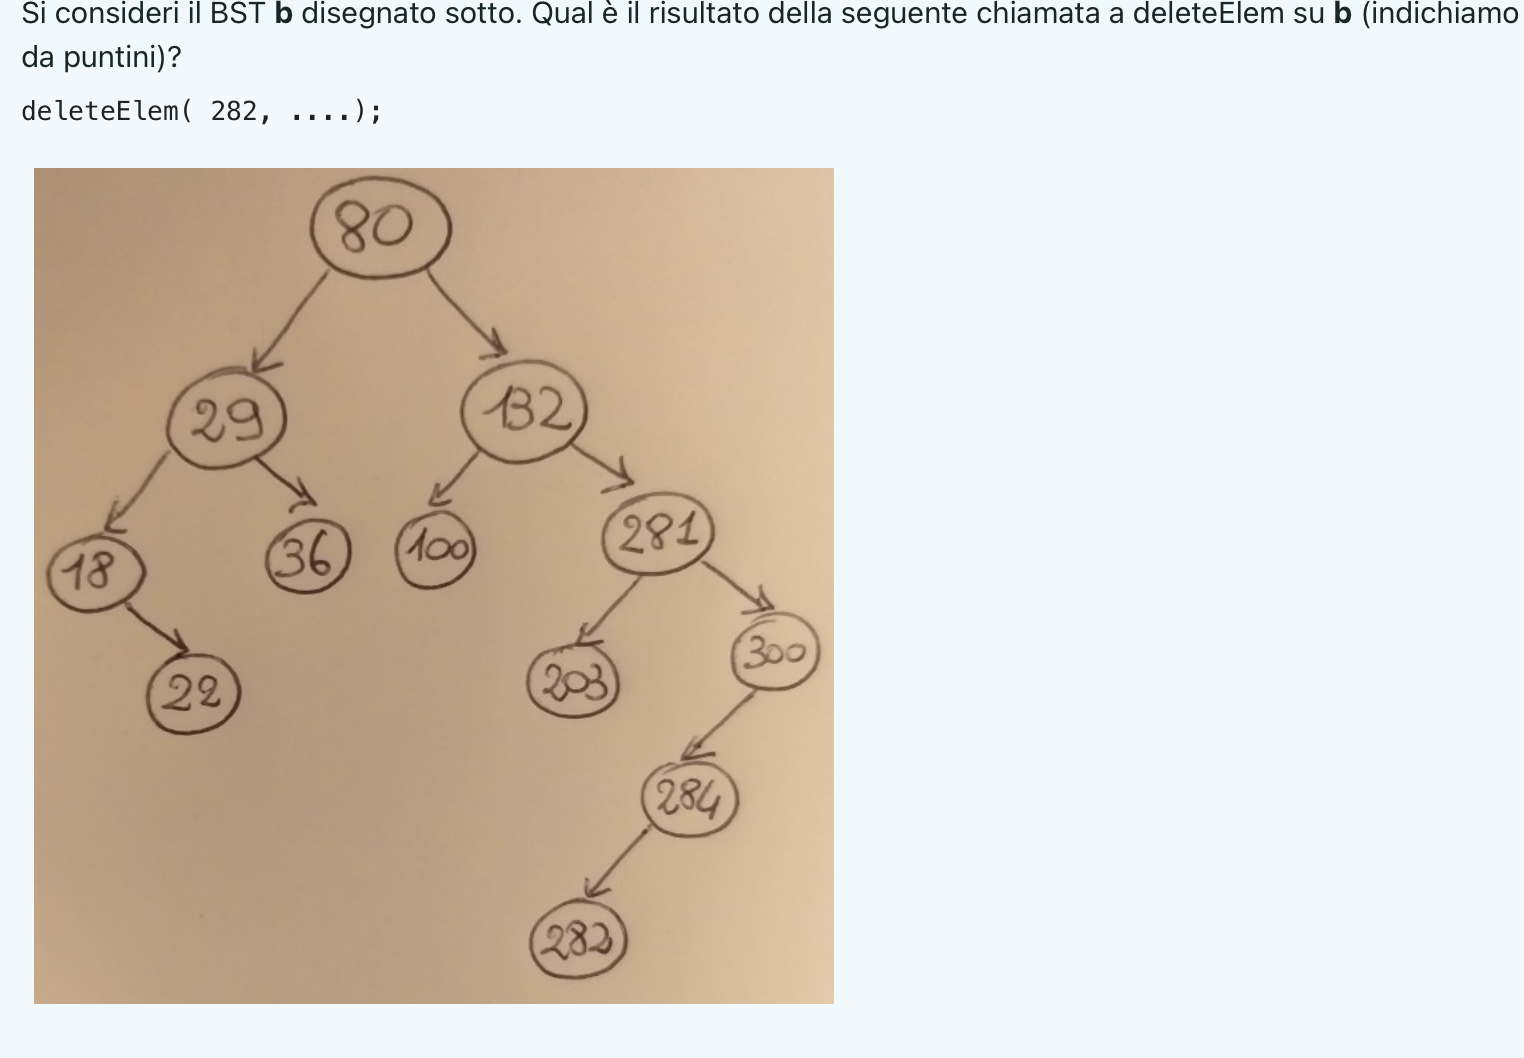 Si consideri il BST b disegnato sotto. Qual è il risultato della seguente chiamata a deleteElem su b (indichiamo
da puntini)?
deleteElem( 282, ....);
80
29 132
18 36 100 281
22 203 300
284
282